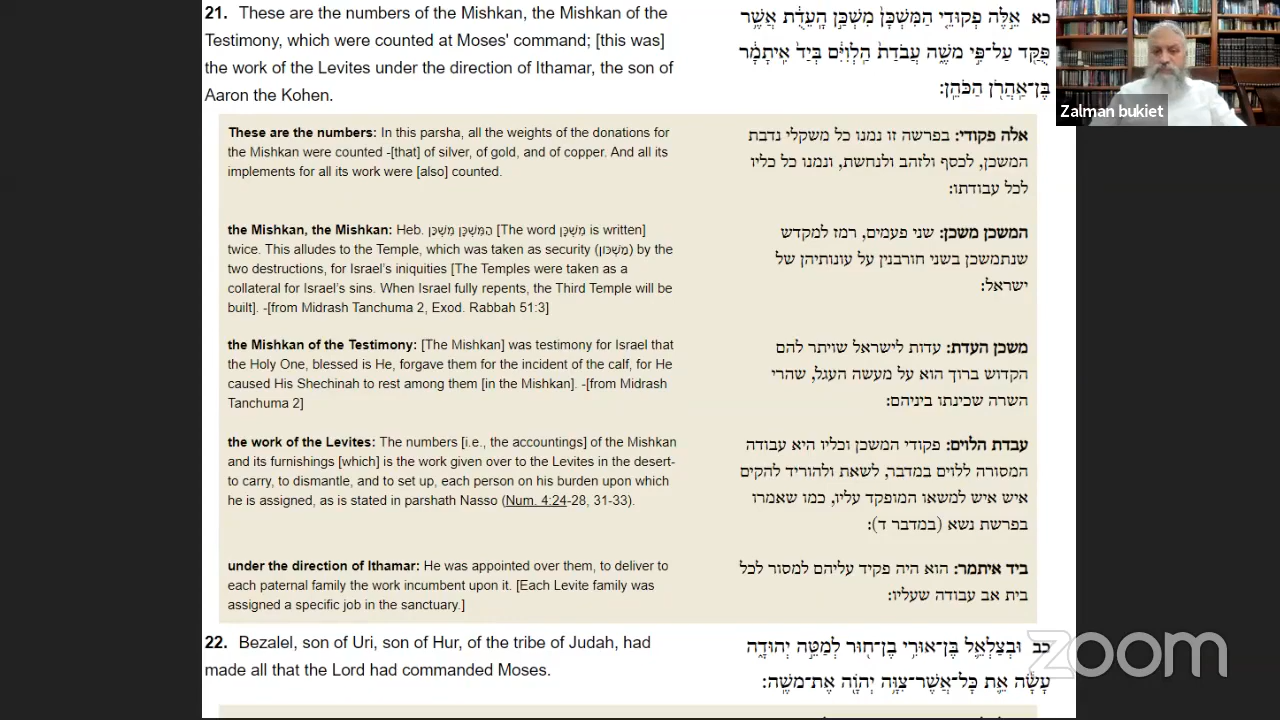 21. These are the numbers of the Mishkan, the Mishkan of the
Testimony, which were counted at Moses' command; [this was]
the work of the Levites under the direction of Ithamar, the son of
Aaron the Kohen.
כא אֵ֣לֶּה פְקוּדֵ֤י הַמִּשְׁכָּן֙ מִשְׁכַּ֣ן הָֽעֵדֻ֔ת אֲשֶׁ֥ר
פֻּקַּ֖ד עַל־פִּ֣י משֶׁ֑ה עֲבֹדַת֙ הַֽלְוִיִּ֔ם בְּיַד֙ אִֽיתָמָ֔ר
בֶּן־אַֽהֲרֹ֖ן הַכֹּהֵֽן:
These are the numbers: In this parsha, all the weights of the donations for
the Mishkan were counted -[that] of silver, of gold, and of copper. And all its
implements for all its work were [also] counted.
אלה פקודי: בפרשה זו נמנו כל משקלי נדבת
המשכן, לכסף ולזהב ולנחשת, ונמנו כל כליו
לכל עבודתו:
the Mishkan, the Mishkan: Heb. הַמִּשְׁכָּן מִשְׁכַּן [The word מִשְׁכָּן is written]
twice. This alludes to the Temple, which was taken as security (מַשְׁכּוֹן) by the
two destructions, for Israel's iniquities [The Temples were taken as a
collateral for Israel's sins. When Israel fully repents, the Third Temple will be
built]. -[from Midrash Tanchuma 2, Exod. Rabbah 51:3]
המשכן משכן: שני פעמים, רמז למקדש
שנתמשכן בשני חורבנין על עונותיהן של
ישראל:
the Mishkan of the Testimony: [The Mishkan] was testimony for Israel that
the Holy One, blessed is He, forgave them for the incident of the calf, for He
caused His Shechinah to rest among them [in the Mishkan]. -[from Midrash
Tanchuma 2]
משכן העדת: עדות לישראל שויתר להם
הקדוש ברוך הוא על מעשה העגל, שהרי
השרה שכינתו ביניהם:
the work of the Levites: The numbers [i.e., the accountings] of the Mishkan
and its furnishings [which] is the work given over to the Levites in the desert-
to carry, to dismantle, and to set up, each person on his burden upon which
he is assigned, as is stated in parshath Nasso (Num. 4:24-28, 31-33).
עבדת הלוים: פקודי המשכן וכליו היא עבודה
המסורה ללוים במדבר, לשאת ולהוריד ולהקים
איש איש למשאו המופקד עליו, כמו שאמרו
בפרשת נשא (במדבר ד):
under the direction of Ithamar: He was appointed over them, to deliver to
each paternal family the work incumbent upon it. [Each Levite family was
assigned a specific job in the sanctuary.]
ביד איתמר: הוא היה פקיד עליהם למסור לכל
בית אב עבודה שעליו:
22. Bezalel, son of Uri, son of Hur, of the tribe of Judah, had
made all that the Lord had commanded Moses.
כב וּבְצַלְאֵ֛ל בֶּן־אוּרִ֥י בֶן־ח֖וּר לְמַטֵּ֣ה יְהוּדָ֑ה
עָשָׂ֕ה אֵ֛ת כָּל־אֲשֶׁר־צִוָּ֥ה יְהֹוָ֖ה אֶת־משֶֽׁה:
Zalman bukiet
zoom